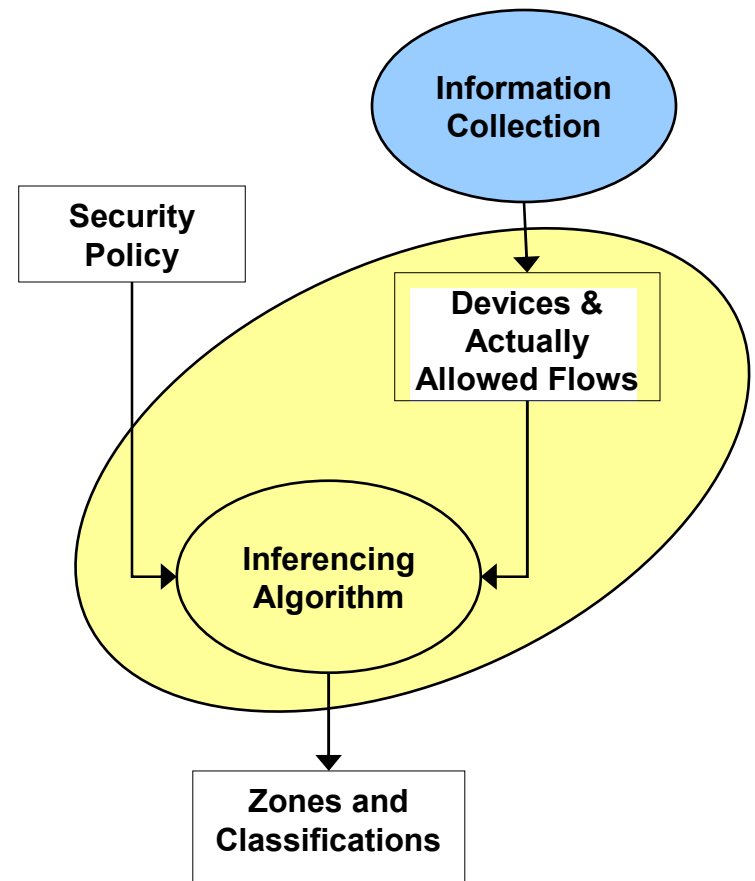 Information
Collection
Security
Policy
Devices &
Actually
Allowed Flows
Inferencing
Algorithm
Zones and
Classifications